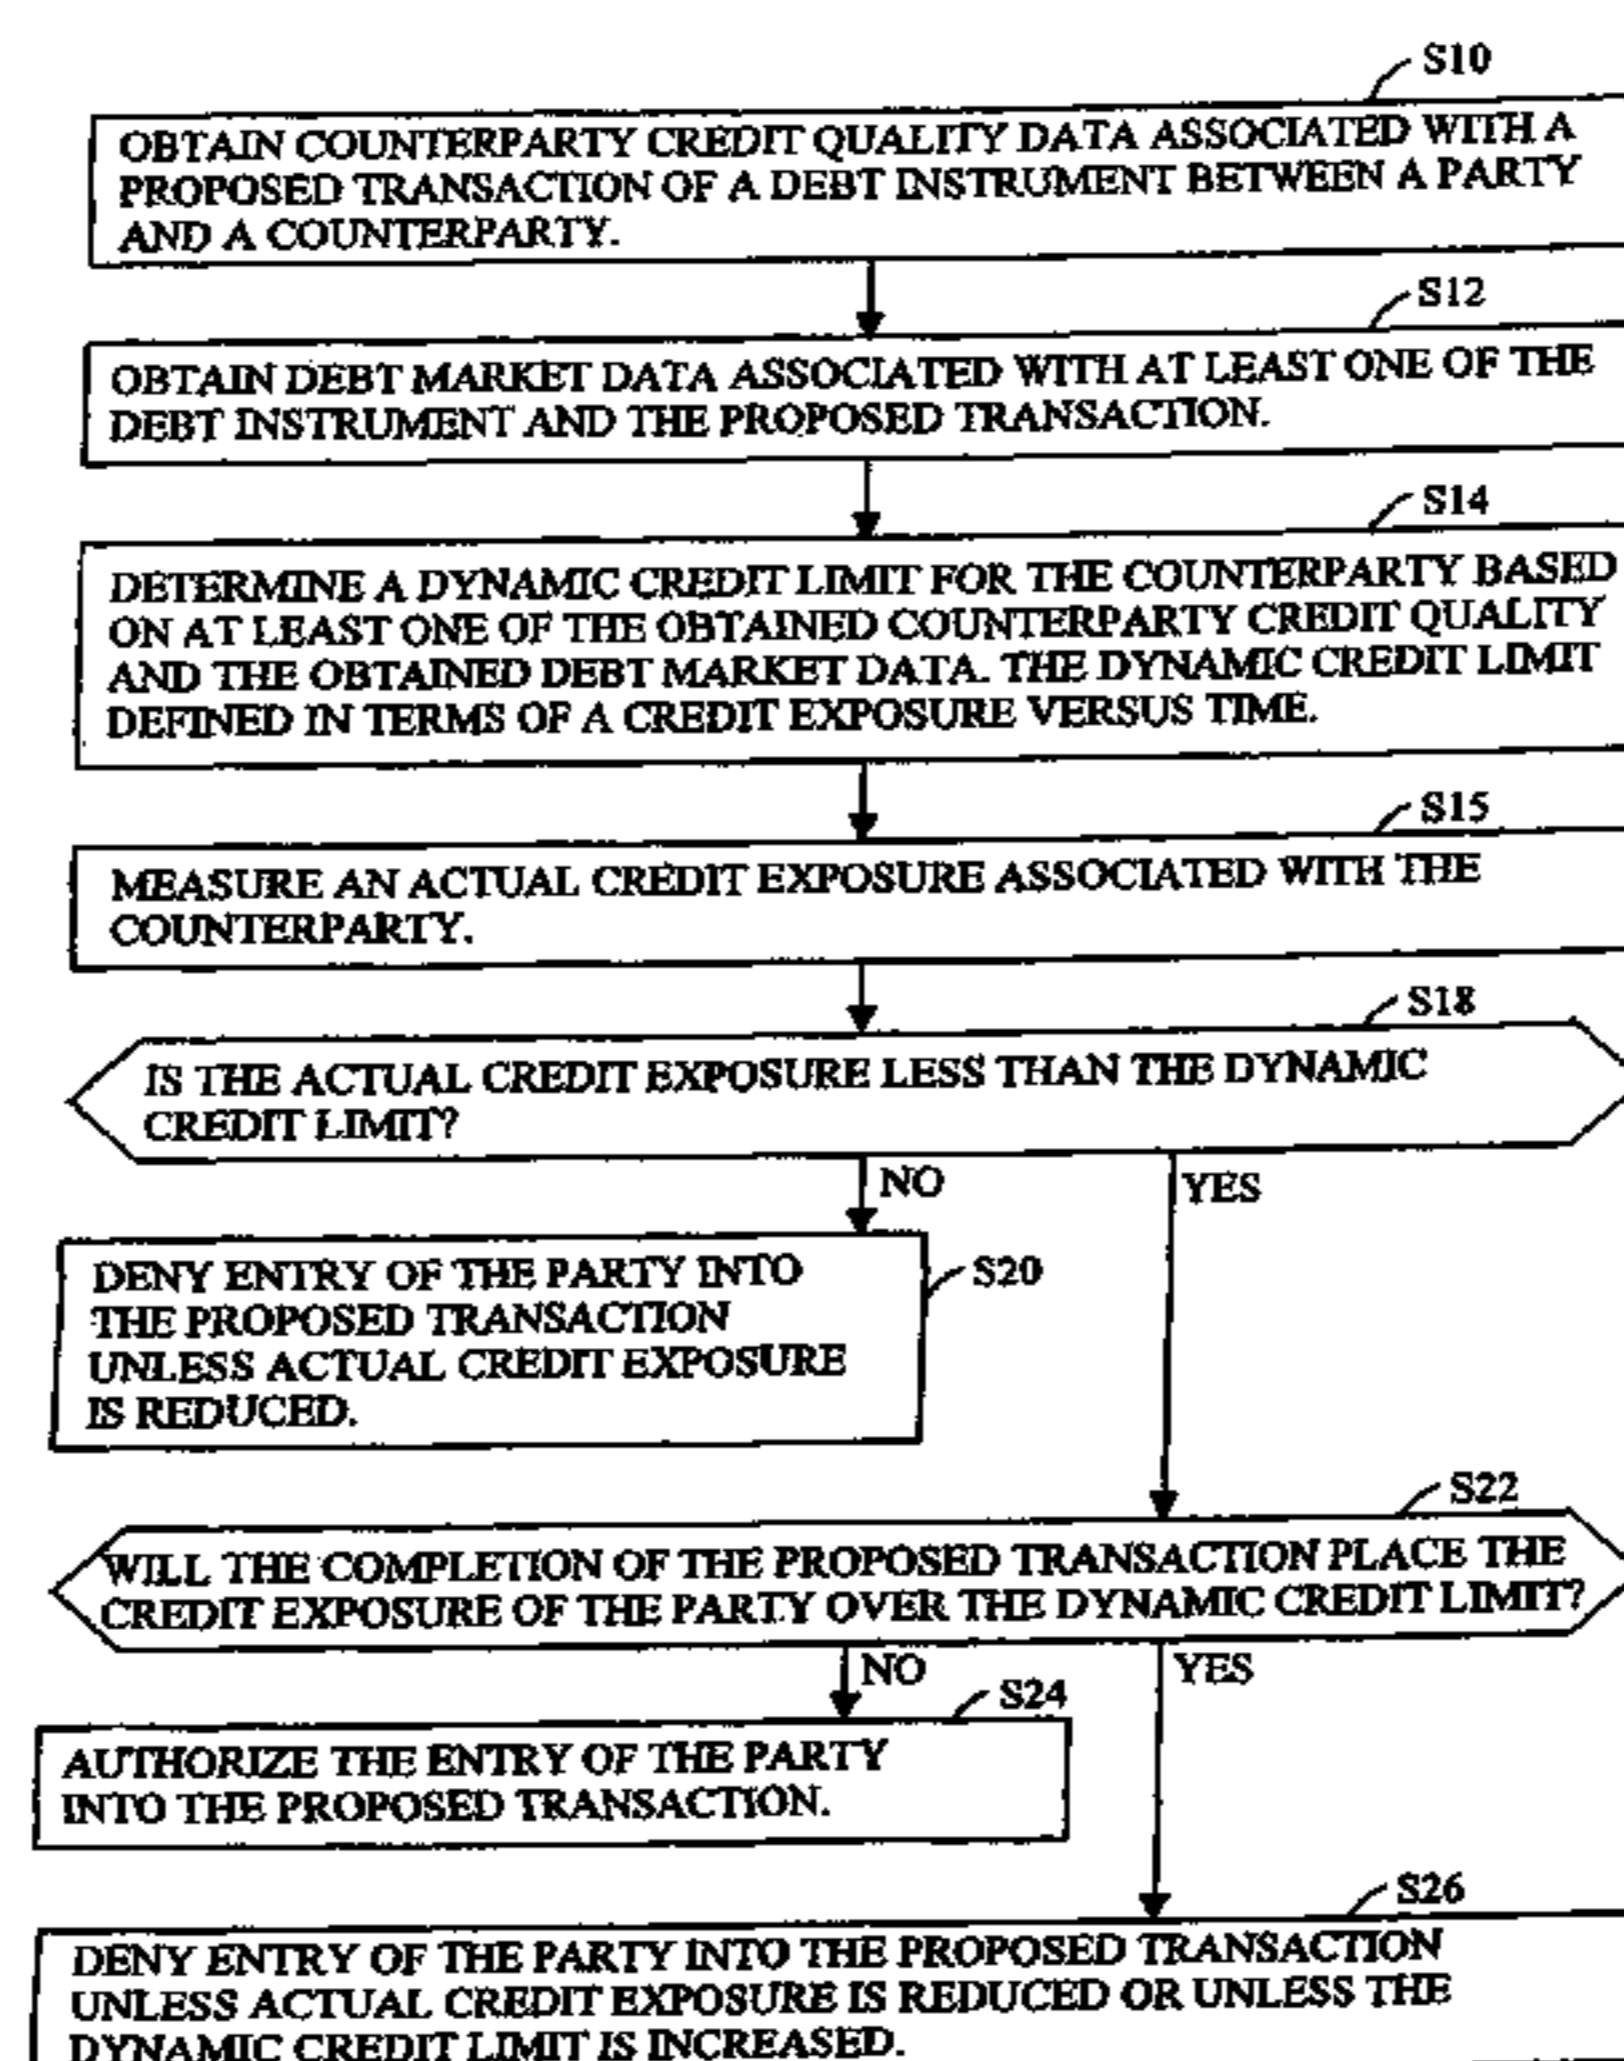 S10
OBTAIN COUNTERPARTY CREDIT QUALITY DATA ASSOCIATED WITH A
PROPOSED TRANSACTION OF A DEBT INSTRUMENT BETWEEN A PARTY
AND A COUNTERPARTY.
S12
OBTAIN DEBT MARKET DATA ASSOCIATED WITH AT LEAST ONE OF THE
DEBT INSTRUMENT AND THE PROPOSED TRANSACTION.
S14
DETERMINE A DYNAMIC CREDIT LIMIT FOR THE COUNTERPARTY BASED
ON AT LEAST ONE OF THE OBTAINED COUNTERPARTY CREDIT QUALITY
AND THE OBTAINED DEBT MARKET DATA. THE DYNAMIC CREDIT LIMIT
DEFINED IN TERMS OF A CREDIT EXPOSURE VERSUS TIME.
S15
MEASURE AN ACTUAL CREDIT EXPOSURE ASSOCIATED WITH THE
COUNTERPARTY.
S18
IS THE ACTUAL CREDIT EXPOSURE LESS THAN THE DYNAMIC
CREDIT LIMIT?
NO
YES
DENY ENTRY OF THE PARTY INTO
THE PROPOSED TRANSACTION
UNLESS ACTUAL CREDIT EXPOSURE
IS REDUCED.
S20
S22
WILL THE COMPLETION OF THE PROPOSED TRANSACTION PLACE THE
CREDIT EXPOSURE OF THE PARTY OVER THE DYNAMIC CREDIT LIMIT?
NO
YES
S24
AUTHORIZE THE ENTRY OF THE PARTY
INTO THE PROPOSED TRANSACTION.
S26
DENY ENTRY OF THE PARTY INTO THE PROPOSED TRANSACTION
UNLESS ACTUAL CREDIT EXPOSURE IS REDUCED OR UNLESS THE
DYNAMIC CREDIT LIMIT IS INCREASED.